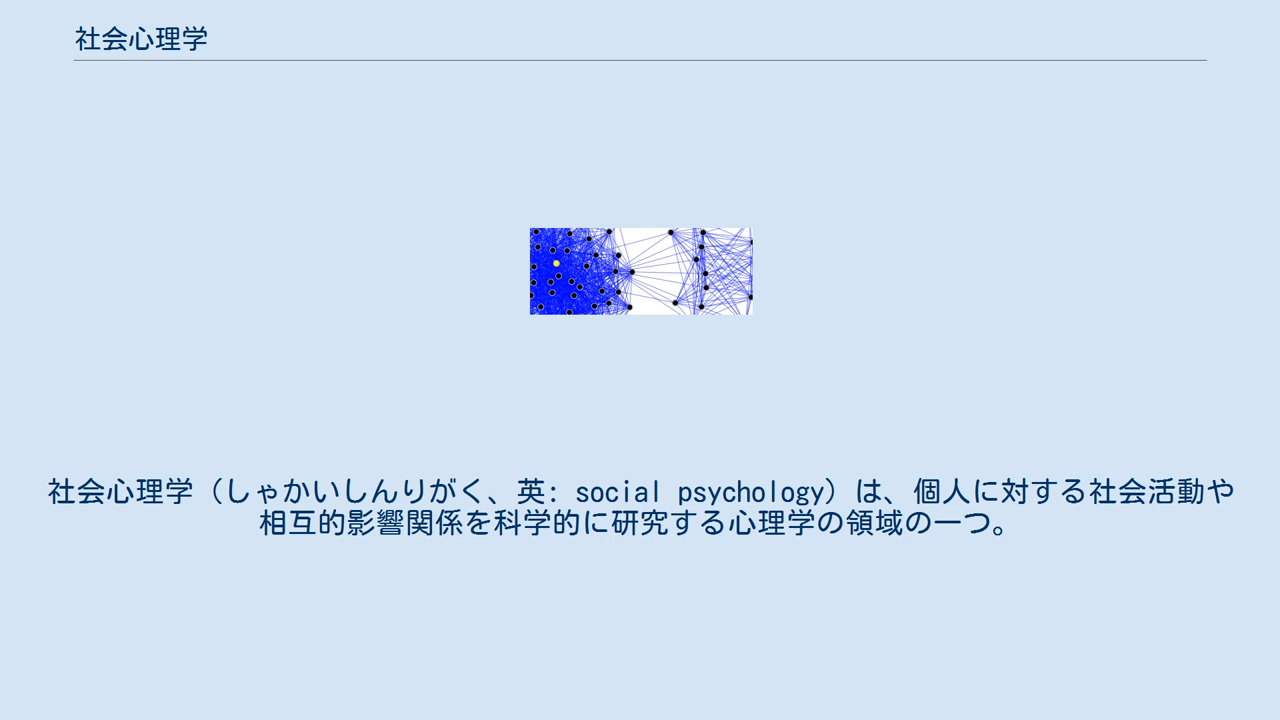 社会心理学
社会心理学（しゃかいしんりがく、英: social psychology）は、個人に対する社会活動や
相互的影響関係を科学的に研究する心理学の領域の一つ。